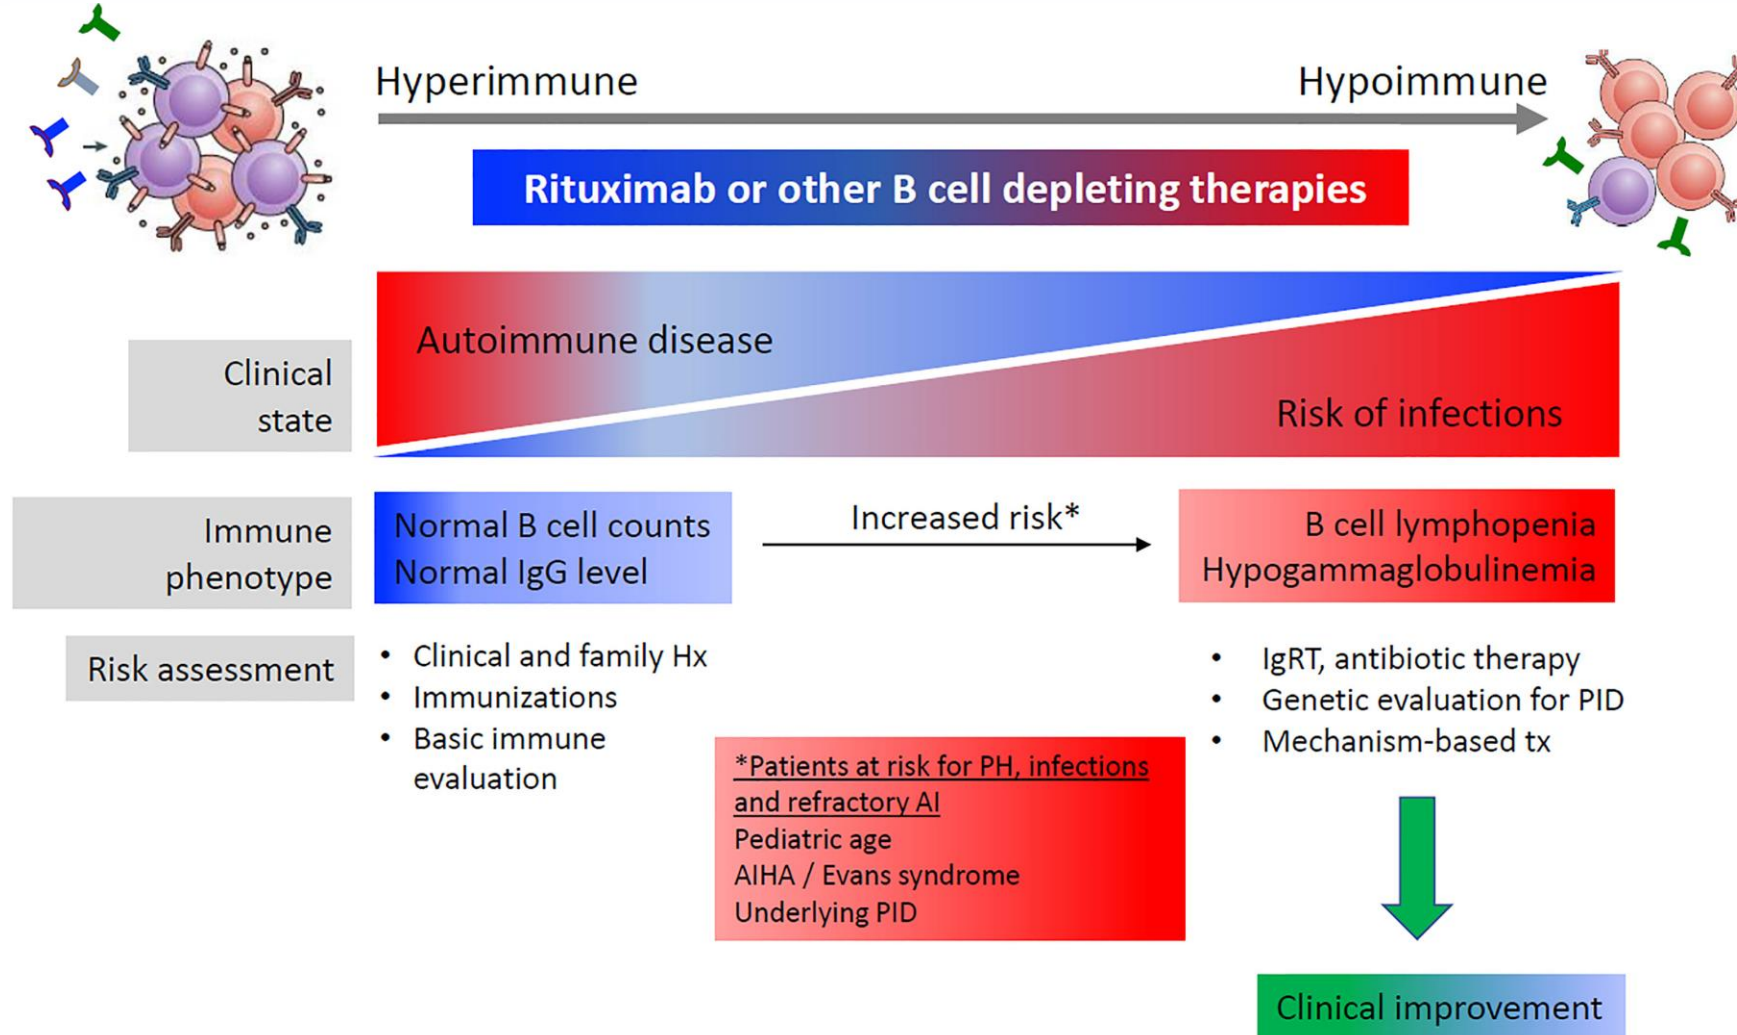 Hyperimmune
Hypoimmune
Rituximab or other B cell depleting therapies
Clinical
state
Autoimmune disease
Risk of infections
Immune
phenotype
Normal B cell counts
Normal IgG level
Increased risk*
B cell lymphopenia
Hypogammaglobulinemia
Risk assessment
• Clinical and family Hx
• Immunizations
• Basic immune
evaluation
*Patients at risk for PH, infections
and refractory AI
Pediatric age
AIHA / Evans syndrome
Underlying PID
• IgRT, antibiotic therapy
• Genetic evaluation for PID
• Mechanism-based tx
Clinical improvement